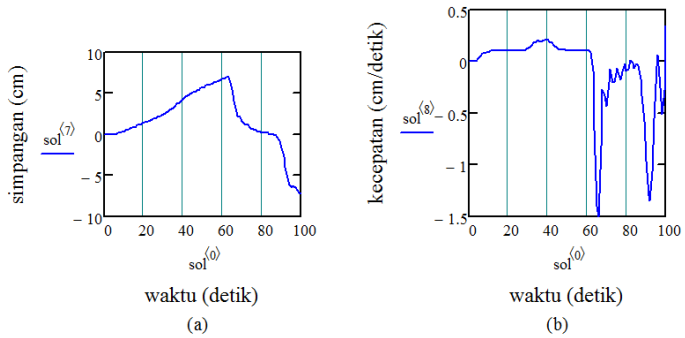 simpangan (cm)
sol⟨7⟩
10
5
0
− 5
− 10
0 20 40 60 80 100
sol⟨0⟩
waktu (detik)
(a)
kecepatan (cm/detik)
sol⟨8⟩
0.5
0
− 0.5
− 1
− 1.5
0 20 40 60 80 100
sol⟨0⟩
waktu (detik)
(b)